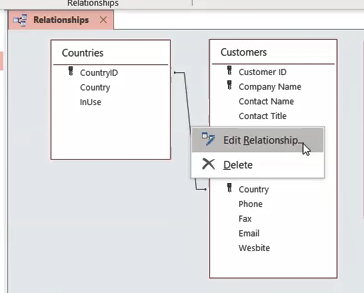 Relationships
Relationships
Countries
CountryID
Country
InUse
Customers
Customer ID
Company Name
Contact Name
Contact Title
Edit Relationship...
Delete
Country
Phone
Fax
Email
Wesbite